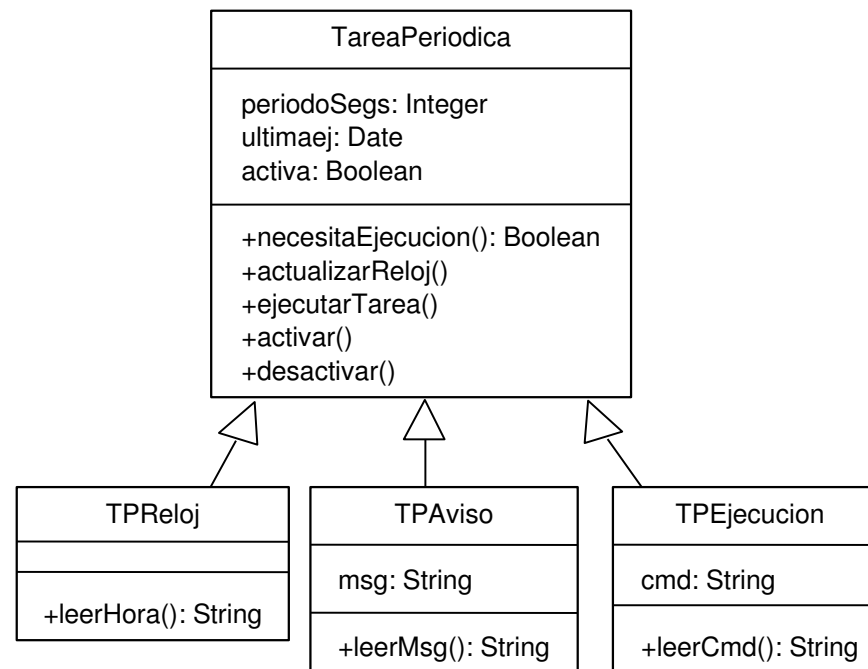 TareaPeriodica
periodoSegs: Integer
ultimaej: Date
activa: Boolean
+necesitaEjecucion(): Boolean
+actualizarReloj()
+ejecutarTarea()
+activar()
+desactivar()
TPReloj
+leerHora(): String
TPAviso
msg: String
+leerMsg(): String
TPEjecucion
cmd: String
+leerCmd(): String